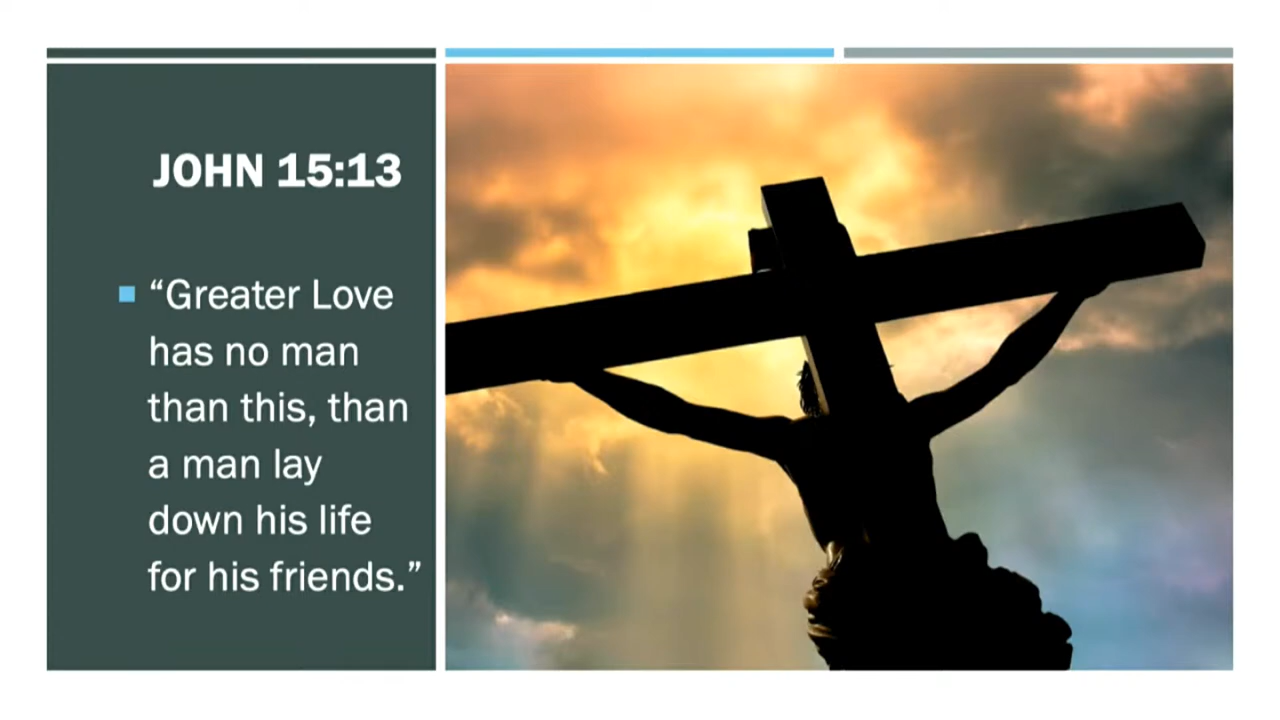 JOHN 15:13
“Greater Love
has no man
than this, than
a man lay
down his life
for his friends.”